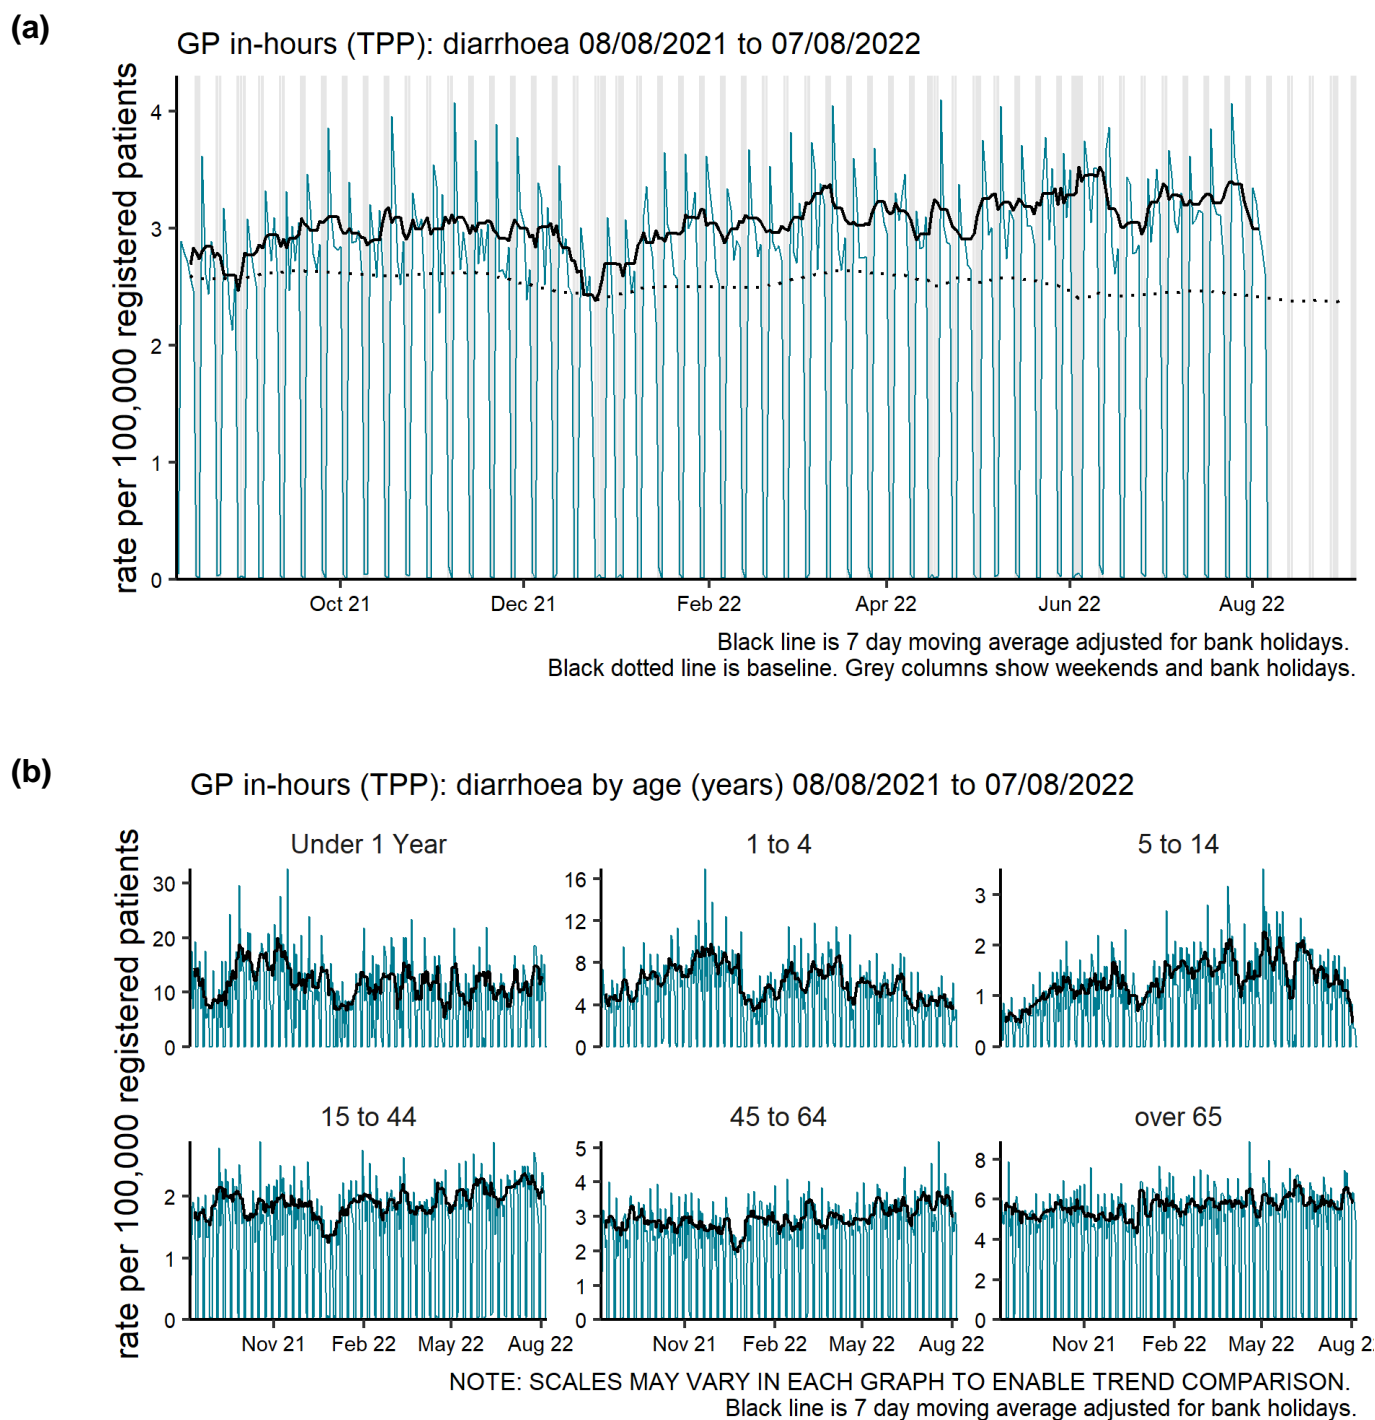 (a)
GP in-hours (TPP): diarrhoea 08/08/2021 to 07/08/2022
rate per 100,000 registered patients
4
3
2
1
0
Oct 21 Dec 21 Feb 22 Apr 22 Jun 22 Aug 22
Black line is 7 day moving average adjusted for bank holidays.
Black dotted line is baseline. Grey columns show weekends and bank holidays.
(b)
GP in-hours (TPP): diarrhoea by age (years) 08/08/2021 to 07/08/2022
rate per 100,000 registered patients
Under 1 Year
30
20
10
0
1 to 4
16
12
8
4
0
5 to 14
3
2
1
0
15 to 44
2
1
0
Nov 21 Feb 22 May 22 Aug 22
45 to 64
5
4
3
2
1
0
Nov 21 Feb 22 May 22 Aug 22
over 65
8
6
4
2
0
Nov 21 Feb 22 May 22 Aug 2
NOTE: SCALES MAY VARY IN EACH GRAPH TO ENABLE TREND COMPARISON.
Black line is 7 day moving average adjusted for bank holidays.